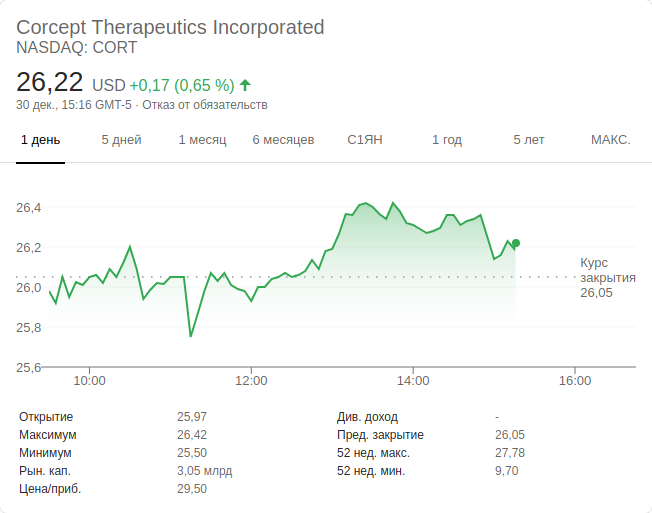 Corcept Therapeutics Incorporated
NASDAQ: CORT
26,22 USD +0,17 (0,65 %)
30 дек., 15:16 GMT-5 · Отказ от обязательств
1 день 5 дней 1 месяц 6 месяцев С1ЯН 1 год 5 лет МАКС.
26,4
26,2
26,0
25,8
25,6
Курс
закрытия
26,05
10:00 12:00 14:00 16:00
Открытие 25,97 Див. доход -
Максимум 26,42 Пред. закрытие 26,05
Минимум 25,50 52 нед. макс. 27,78
Рын. кап. 3,05 млрд 52 нед. мин. 9,70
Цена/приб. 29,50